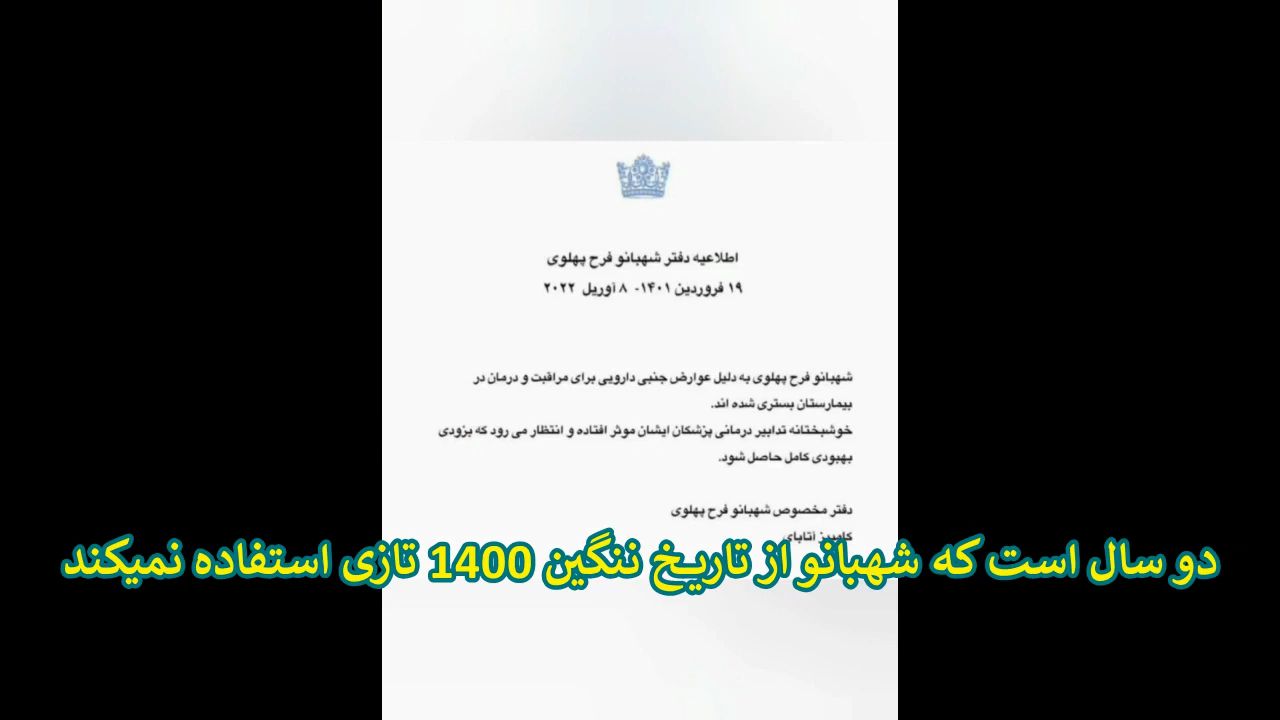 اطلاعیه دفتر شهبانو فرح پهلوی
۱۹ فروردین ۱۴۰۱- ۸ آوریل ۲۰۲۲
شهبانو فرح پهلوی به دلیل عوارض جنبی دارویی برای مراقبت و درمان در
بیمارستان بستری شده اند.
خوشبختانه تدابیر درمانی پزشکان ایشان موثر افتاده و انتظار می رود که بزودی
بهبودی کامل حاصل شود.
دفتر مخصوص شهبانو فرح پهلوی
کامبیز آتابای
دو سال است که شهبانو از تاریخ ننگین 1400 تازی استفاده نمیکند